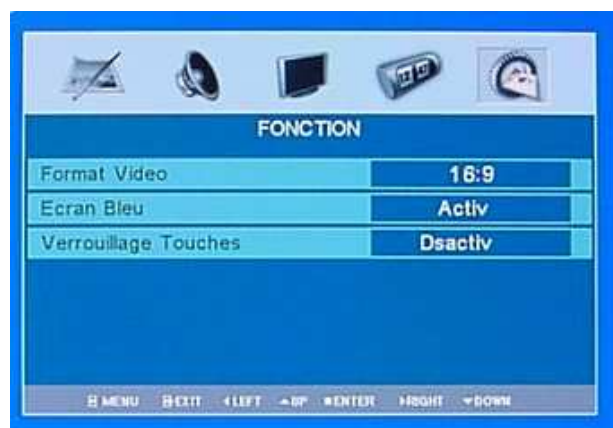 FONCTION
Format Video 16:9
Ecran Bleu Activ
Verrouillage Touches Dsactiv
MENU EXIT LEFT UP ENTER RIGHT DOWN